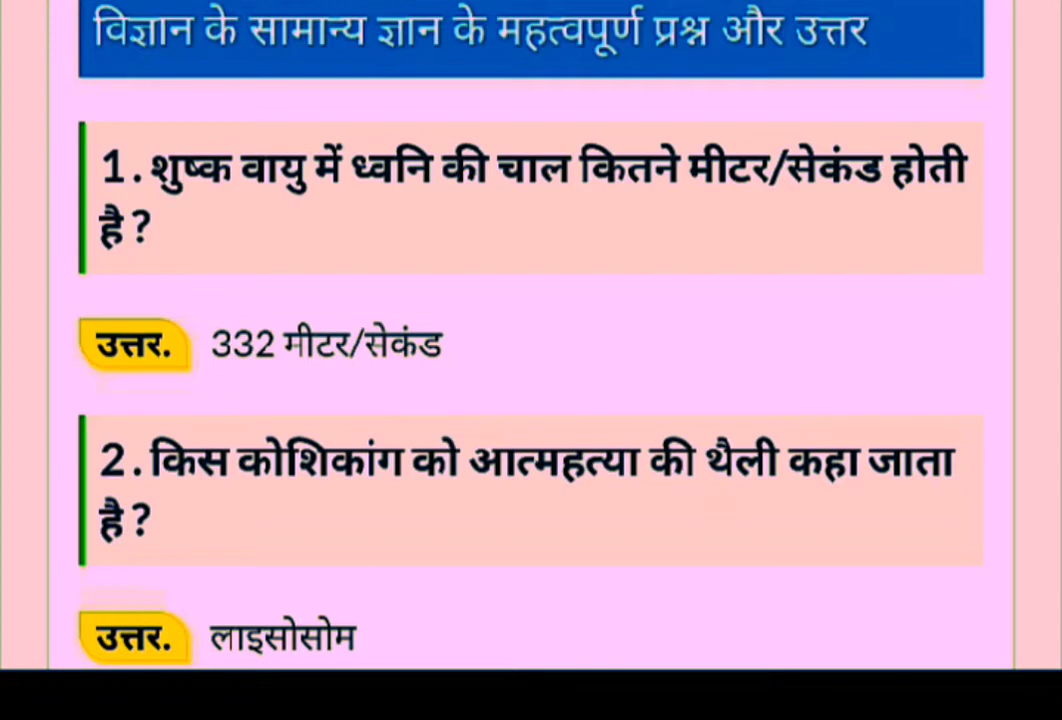 विज्ञान के सामान्य ज्ञान के महत्वपूर्ण प्रश्न और उत्तर
1. शुष्क वायु में ध्वनि की चाल कितने मीटर/सेकंड होती
है ?
उत्तर. 332 मीटर/सेकंड
2. किस कोशिकांग को आत्महत्या की थैली कहा जाता
है ?
उत्तर. लाइसोसोम